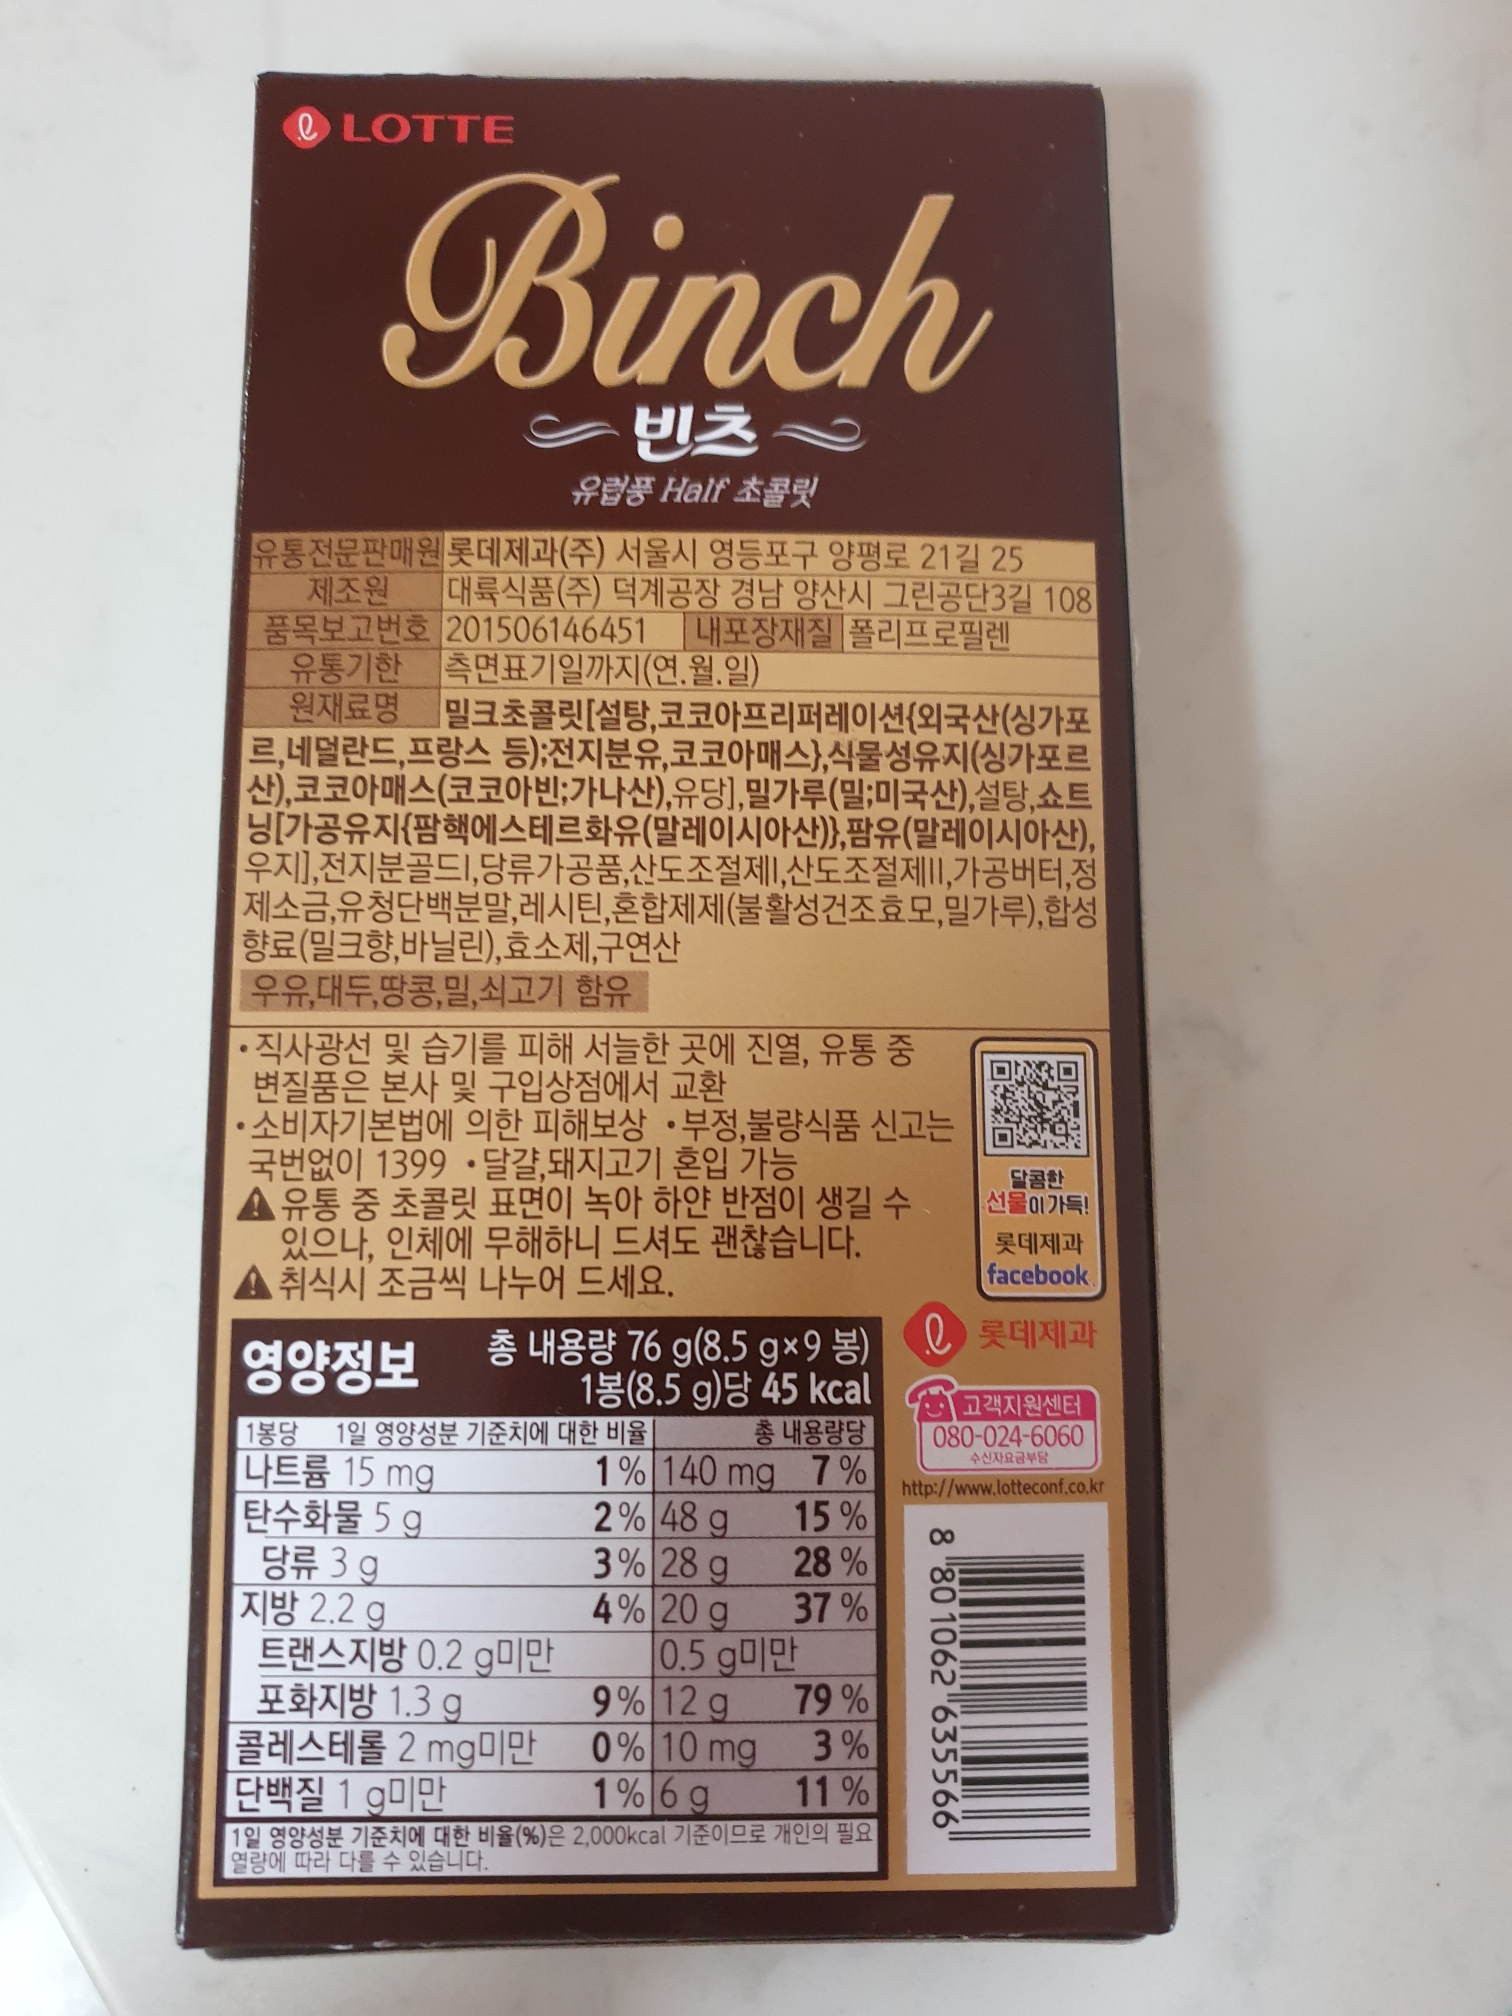 LOTTE
Binch
빈츠
유럽풍 Half 초콜릿
유통전문판매원 롯데제과(주) 서울시 영등포구 양평로 21길 25
제조원 대륙식품(주) 덕계공장 경남 양산시 그린공단3길 108
품목보고번호 201506146451 내포장재질 폴리프로필렌
유통기한 측면표기일까지(연.월.일)
원재료명 밀크초콜릿[설탕,코코아프리퍼레이션{외국산(싱가포
르,네덜란드,프랑스 등);전지분유,코코아매스},식물성유지(싱가포르
산),코코아매스(코코아빈;가나산),유당],밀가루(밀;미국산),설탕,쇼트
닝[가공유지{팜핵에스테르화유(말레이시아산)},팜유(말레이시아산),
우지],전지분골드I,당류가공품,산도조절제I,산도조절제II,가공버터,정
제소금,유청단백분말,레시틴,혼합제제(불활성건조효모,밀가루),합성
향료(밀크향,바닐린),효소제,구연산
우유,대두,땅콩,밀,쇠고기 함유
•직사광선 및 습기를 피해 서늘한 곳에 진열, 유통 중
변질품은 본사 및 구입상점에서 교환
•소비자기본법에 의한 피해보상 •부정,불량식품 신고는
국번없이 1399 •달걀,돼지고기 혼입 가능
유통 중 초콜릿 표면이 녹아 하얀 반점이 생길 수
있으나, 인체에 무해하니 드셔도 괜찮습니다.
취식시 조금씩 나누어 드세요.
달콤한
선물이 가득!
롯데제과
facebook
롯데제과
고객지원센터
080-024-6060
수신자요금부담
http://www.lotteconf.co.kr
8 801062 635566
영양정보 총 내용량 76 g(8.5 g×9 봉)
1봉(8.5 g)당 45 kcal
1봉당 1일 영양성분 기준치에 대한 비율 총 내용량당
나트륨 15 mg 1% 140 mg 7%
탄수화물 5 g 2% 48 g 15%
당류 3 g 3% 28 g 28%
지방 2.2 g 4% 20 g 37%
트랜스지방 0.2 g미만 0.5 g미만
포화지방 1.3 g 9% 12 g 79%
콜레스테롤 2 mg미만 0% 10 mg 3%
단백질 1 g미만 1% 6 g 11%
1일 영양성분 기준치에 대한 비율(%)은 2,000kcal 기준이므로 개인의 필요
열량에 따라 다를 수 있습니다.